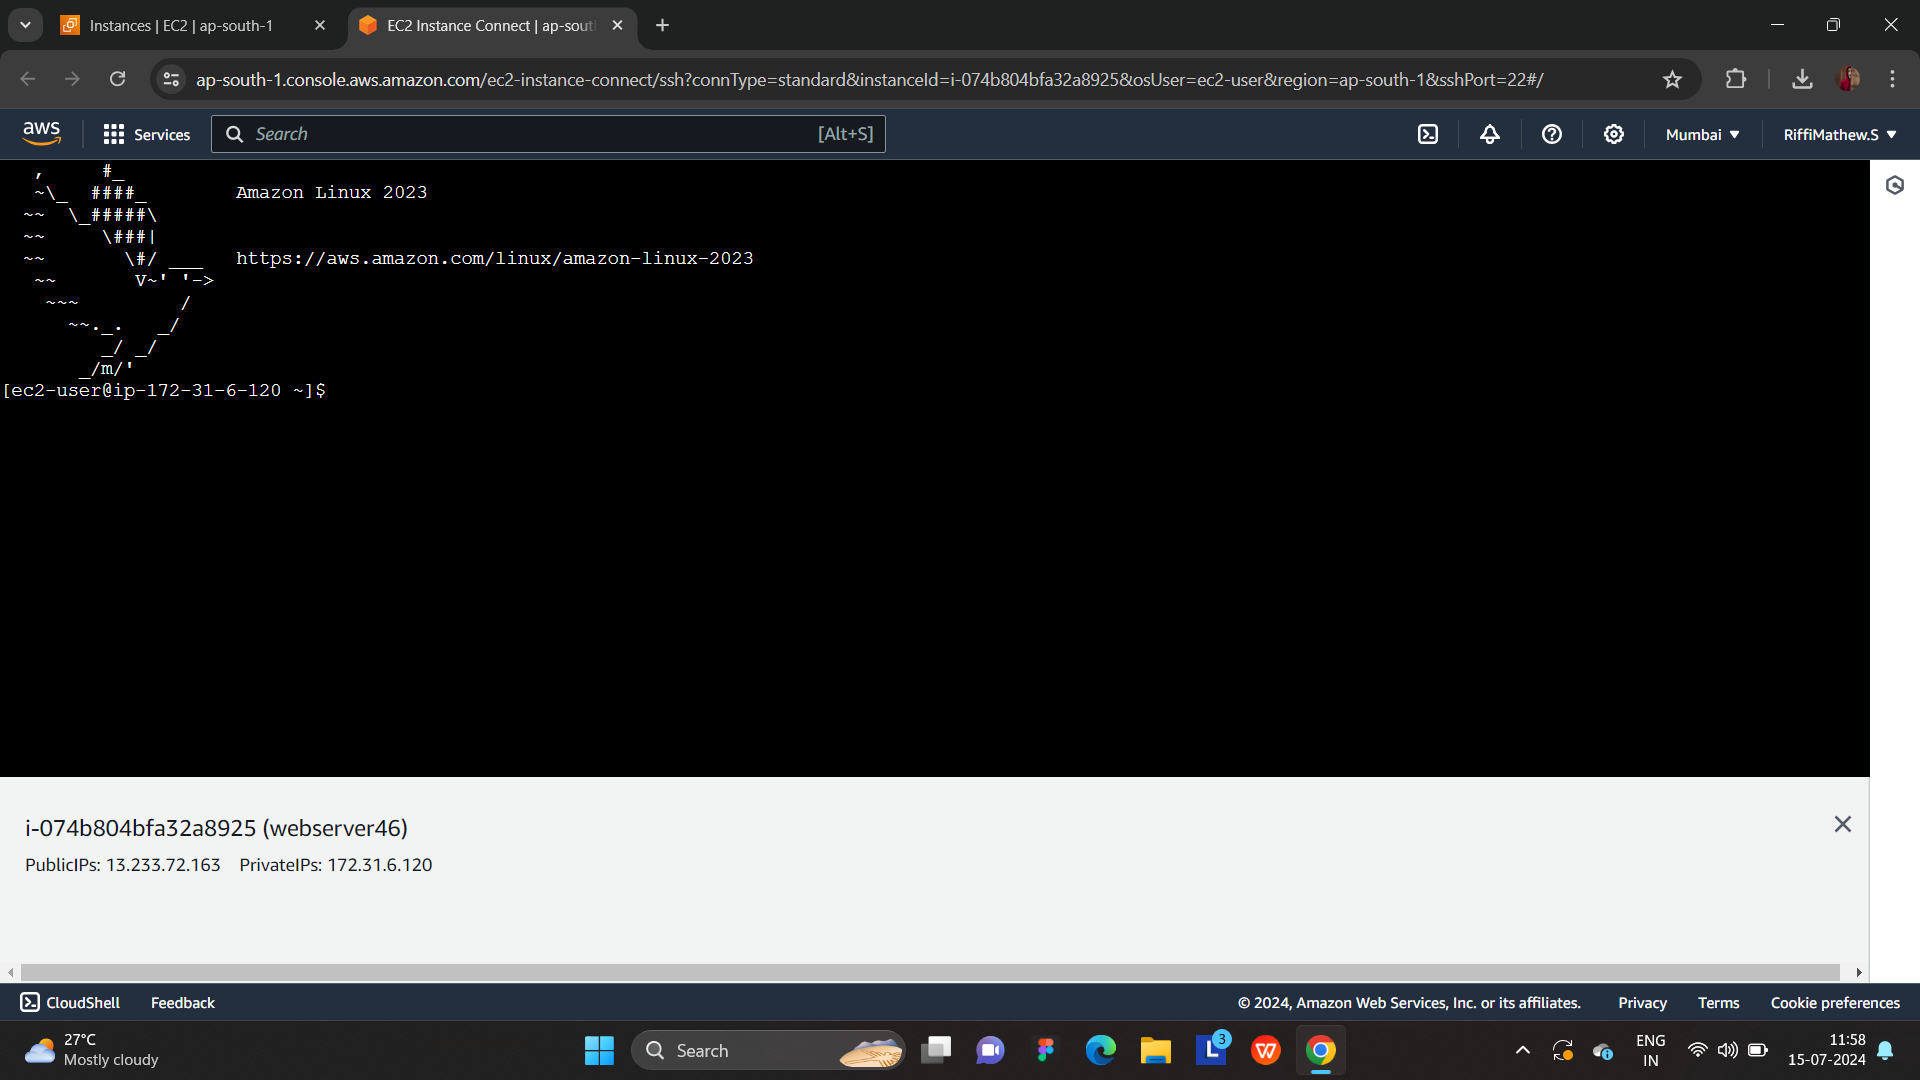 Instances | EC2 | ap-south-1
EC2 Instance Connect | ap-sout
ap-south-1.console.aws.amazon.com/ec2-instance-connect/ssh?connType=standard&instanceId=i-074b804bfa32a8925&osUser=ec2-user&region=ap-south-1&sshPort=22#/
aws Services Search [Alt+S] Mumbai ▼ RiffiMathew.S ▼
   ,     #_
   ~\_  ####_        Amazon Linux 2023
  ~~  \_#####\
  ~~     \###|
  ~~       \#/ ___   https://aws.amazon.com/linux/amazon-linux-2023
   ~~       V~' '->
    ~~~         /
      ~~._.   _/
         _/ _/
       _/m/'
[ec2-user@ip-172-31-6-120 ~]$
i-074b804bfa32a8925 (webserver46)
PublicIPs: 13.233.72.163 PrivateIPs: 172.31.6.120
CloudShell Feedback © 2024, Amazon Web Services, Inc. or its affiliates. Privacy Terms Cookie preferences
27°C
Mostly cloudy
Search
L 3
W
ENG
IN
11:58
15-07-2024